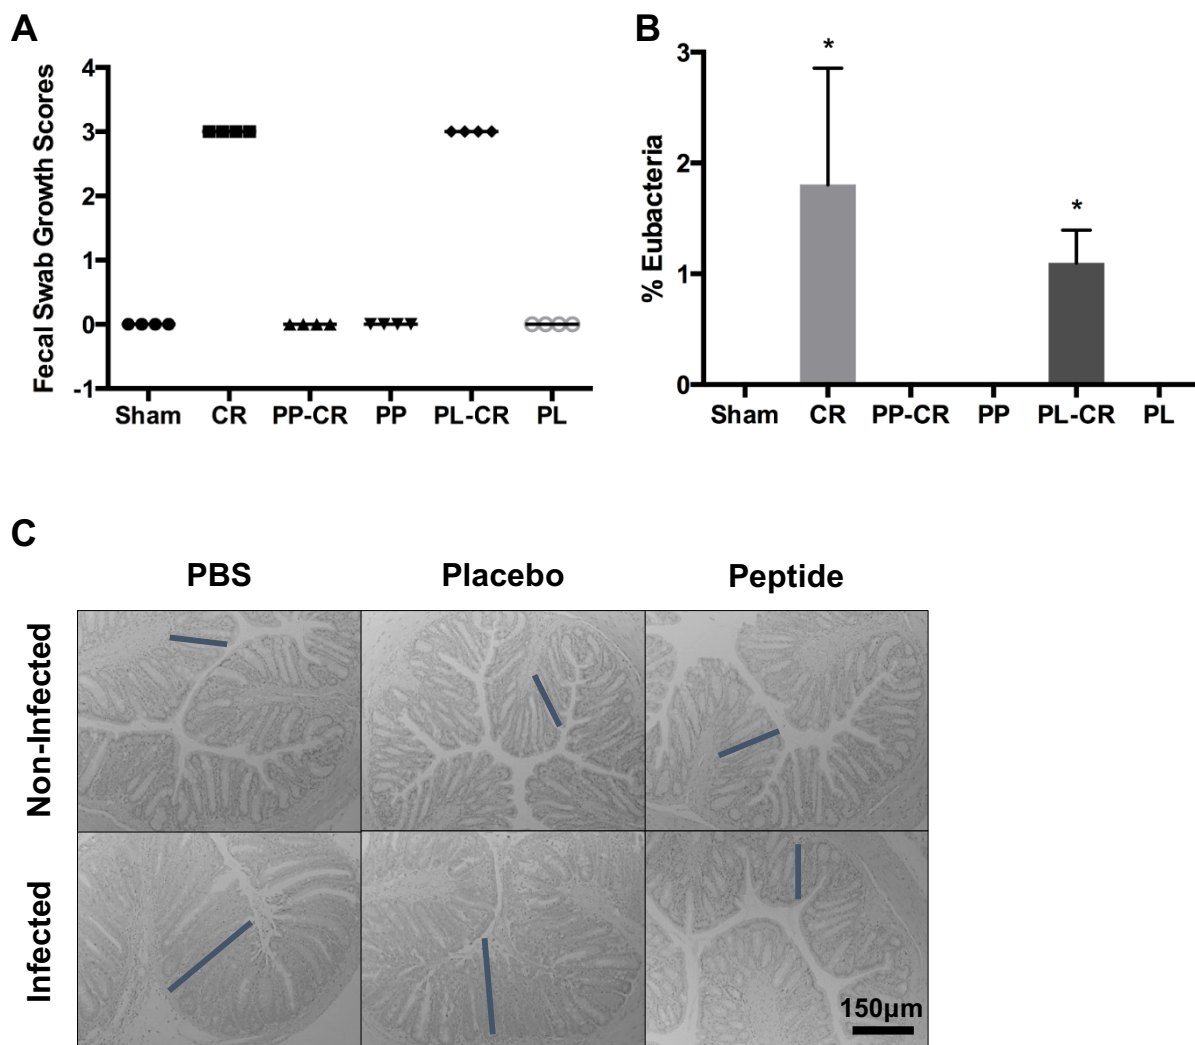 A
Fecal Swab Growth Scores
4
3
2
1
0
-1
Sham CR PP-CR PP PL-CR PL
B
% Eubacteria
3
2
1
0
* *
Sham CR PP-CR PP PL-CR PL
C
PBS Placebo Peptide
Non-Infected
Infected
150µm